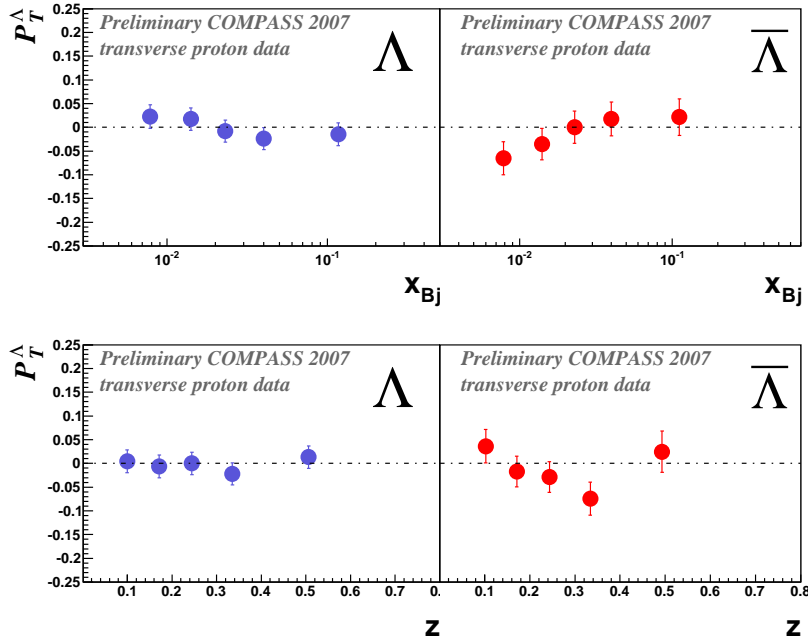 P_T^Λ
0.25
0.2
0.15
0.1
0.05
0
-0.05
-0.1
-0.15
-0.2
-0.25
Preliminary COMPASS 2007
transverse proton data
Λ
10^-2
10^-1
x_Bj
Preliminary COMPASS 2007
transverse proton data
Λ̅
10^-2
10^-1
x_Bj
P_T^Λ
0.25
0.2
0.15
0.1
0.05
0
-0.05
-0.1
-0.15
-0.2
-0.25
Preliminary COMPASS 2007
transverse proton data
Λ
0.1 0.2 0.3 0.4 0.5 0.6 0.7 0.
z
Preliminary COMPASS 2007
transverse proton data
Λ̅
0.1 0.2 0.3 0.4 0.5 0.6 0.7 0.8
z